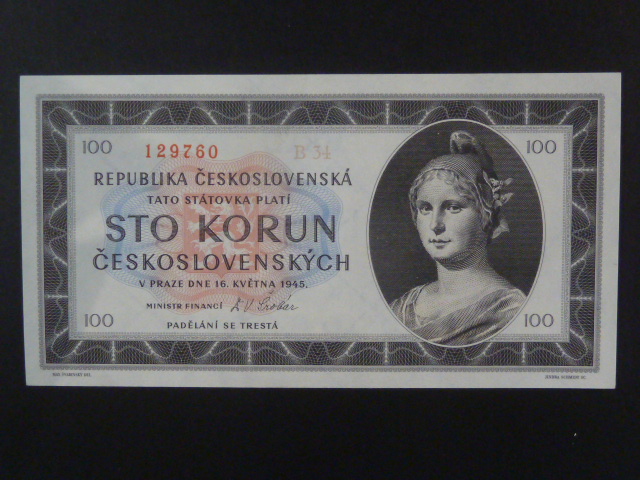 100 129760 B 34 100
REPUBLIKA ČESKOSLOVENSKÁ
TATO STÁTOVKA PLATÍ
STO KORUN
ČESKOSLOVENSKÝCH
V PRAZE DNE 16. KVĚTNA 1945.
MINISTR FINANCÍ
100 PADĚLÁNÍ SE TRESTÁ 100